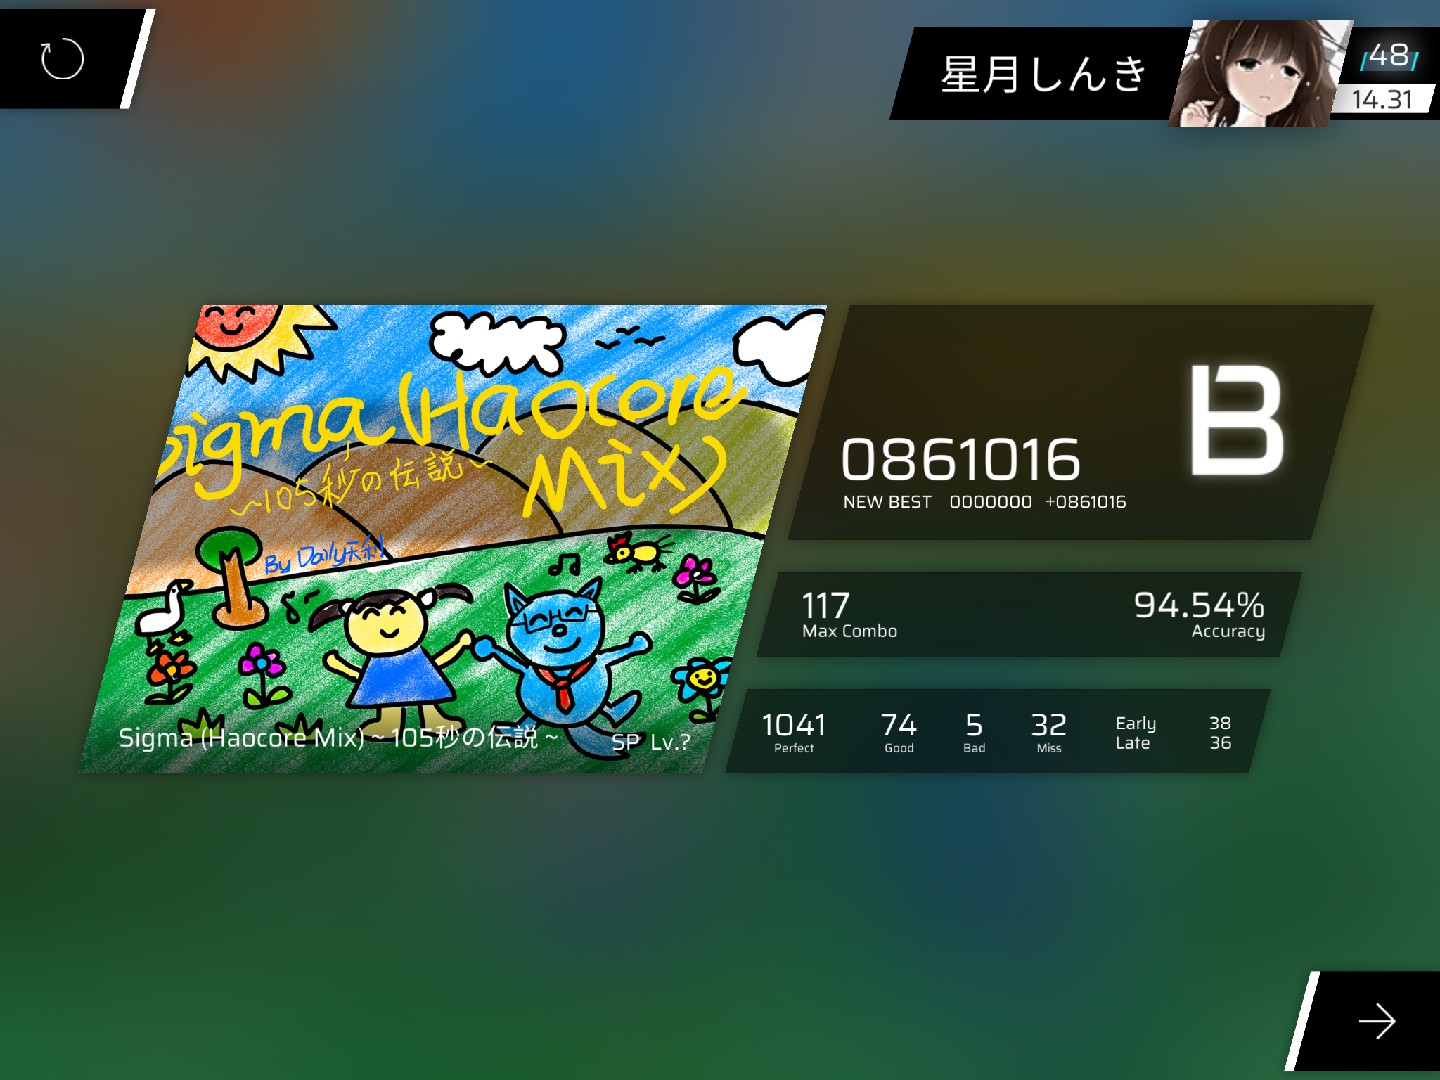 星月しんき
48
14.31
Sigma (Haocore
Mix)
~105秒の伝説~
By Daily天利
Sigma (Haocore Mix) ~ 105秒の伝説 ~
SP Lv.?
0861016
B
NEW BEST 0000000 +0861016
117
Max Combo
94.54%
Accuracy
1041
Perfect
74
Good
5
Bad
32
Miss
Early 38
Late 36